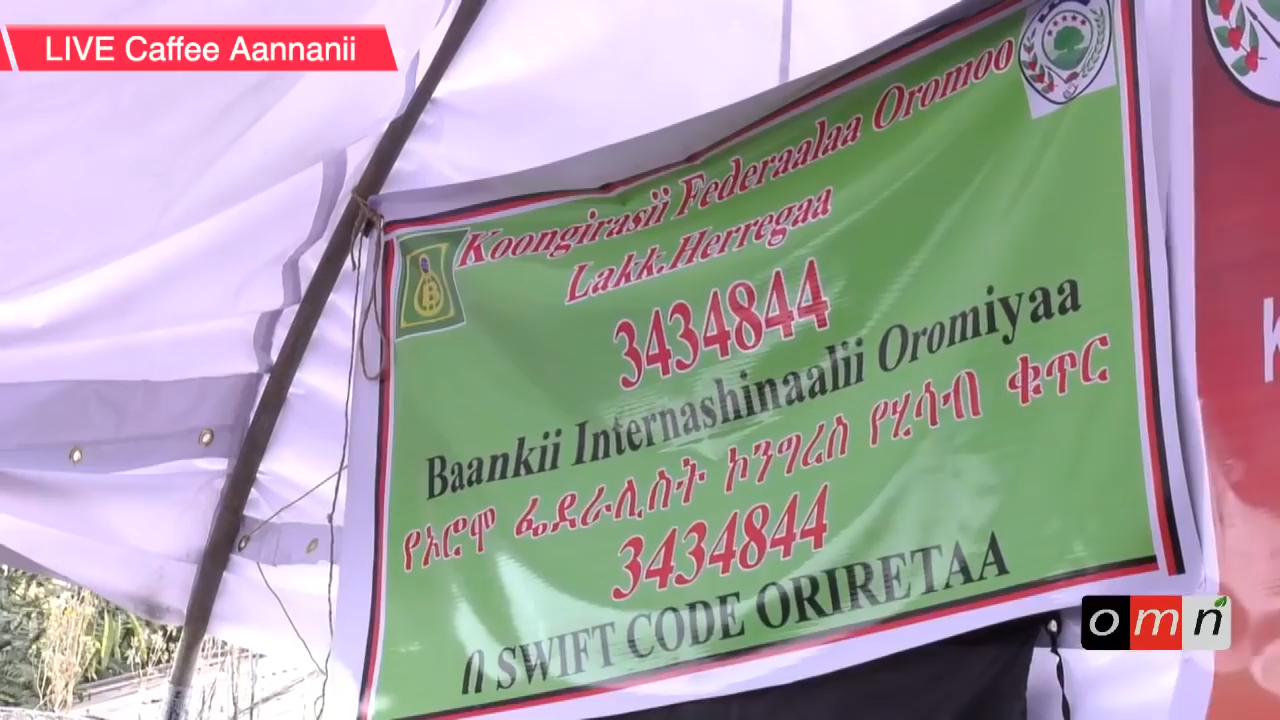 LIVE Caffee Aannanii
Koongirasii Federaalaa Oromoo
Lakk.Herregaa
3434844
Baankii Internashinaalii Oromiyaa
የኦሮሞ ፌደራሊስት ኮንግረስ የሂሳብ ቁጥር
3434844
በ SWIFT CODE ORIRETAA
omn